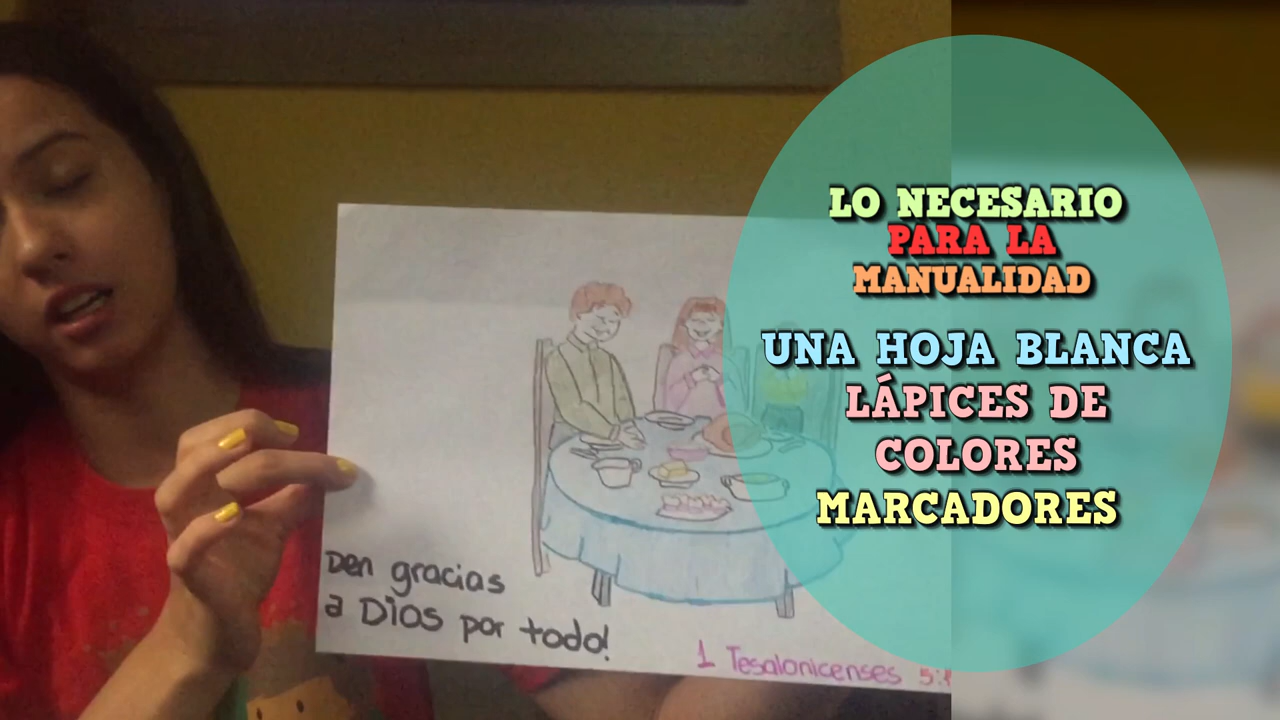 LO NECESARIO
PARA LA
MANUALIDAD
UNA HOJA BLANCA
LÁPICES DE
COLORES
MARCADORES
Den gracias
a Dios por todo!
1 Tesalonicenses